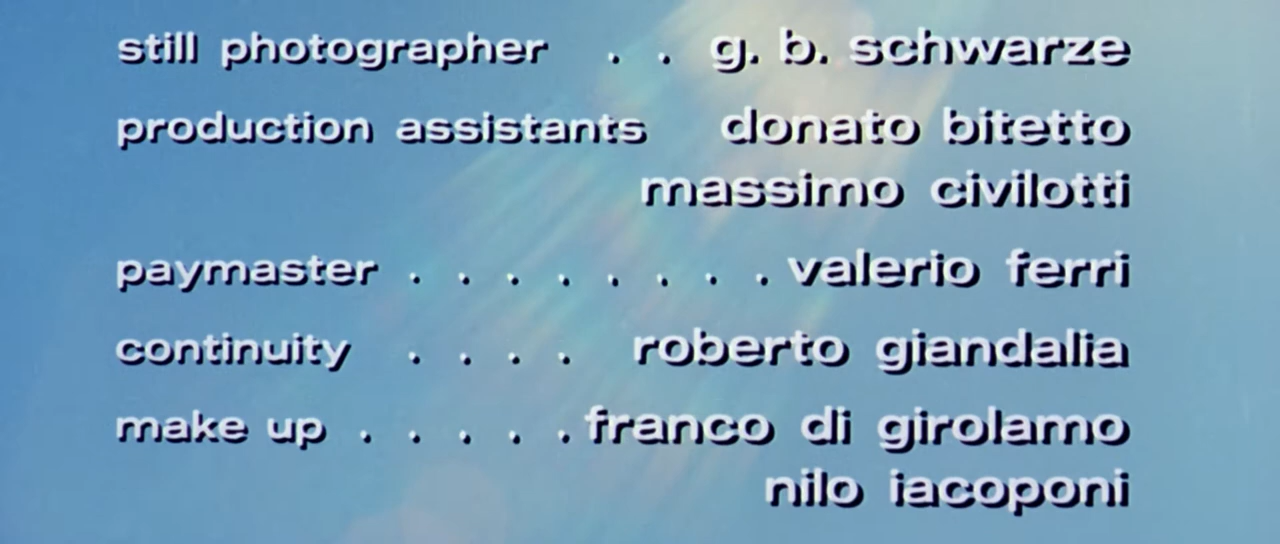 still photographer . . g. b. schwarze
production assistants donato bitetto
massimo civilotti
paymaster . . . . . . . . valerio ferri
continuity . . . . roberto giandalia
make up . . . . . franco di girolamo
nilo iacoponi